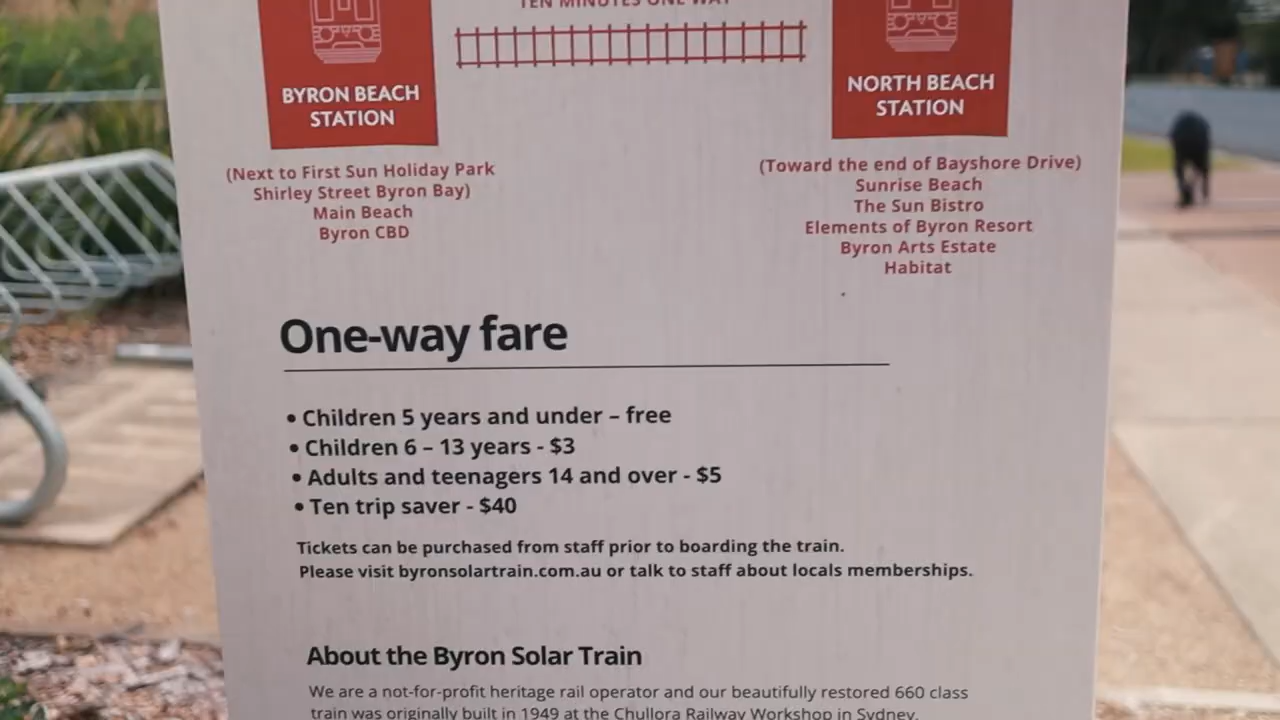 TEN MINUTES ONE WAY
BYRON BEACH
STATION
NORTH BEACH
STATION
(Next to First Sun Holiday Park
Shirley Street Byron Bay)
Main Beach
Byron CBD
(Toward the end of Bayshore Drive)
Sunrise Beach
The Sun Bistro
Elements of Byron Resort
Byron Arts Estate
Habitat
One-way fare
• Children 5 years and under – free
• Children 6 – 13 years - $3
• Adults and teenagers 14 and over - $5
• Ten trip saver - $40
Tickets can be purchased from staff prior to boarding the train.
Please visit byronsolartrain.com.au or talk to staff about locals memberships.
About the Byron Solar Train
We are a not-for-profit heritage rail operator and our beautifully restored 660 class
train was originally built in 1949 at the Chullora Railway Workshop in Sydney.